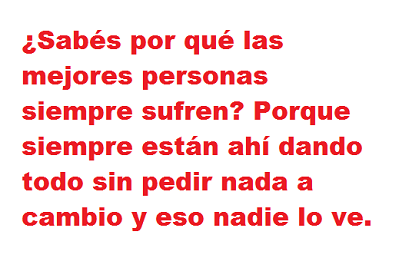 ¿Sabés por qué las
mejores personas
siempre sufren? Porque
siempre están ahí dando
todo sin pedir nada a
cambio y eso nadie lo ve.